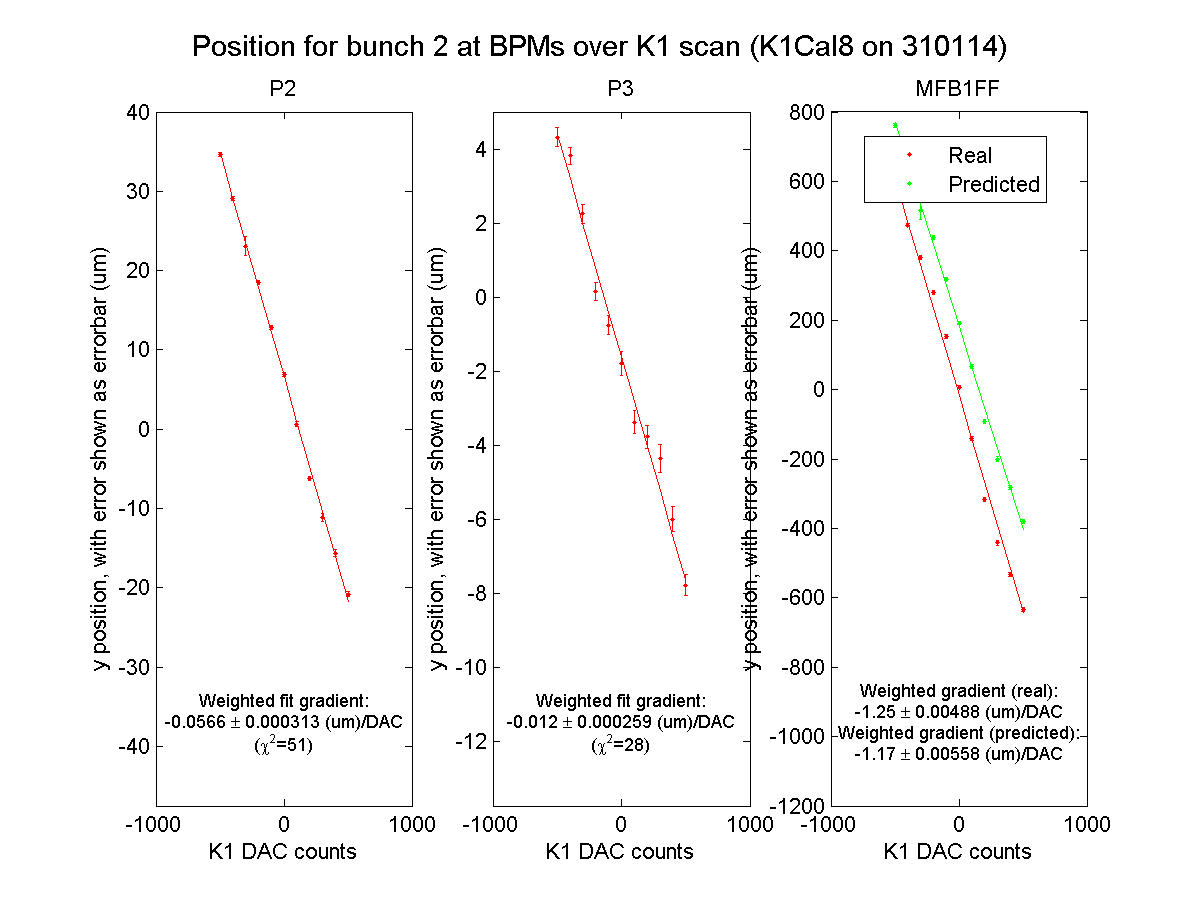 Position for bunch 2 at BPMs over K1 scan (K1Cal8 on 310114)
P2
40
30
20
10
0
-10
-20
-30
-40
-1000 0 1000
y position, with error shown as errorbar (um)
K1 DAC counts
Weighted fit gradient:
-0.0566 ± 0.000313 (um)/DAC
(χ²=51)
P3
4
2
0
-2
-4
-6
-8
-10
-12
-1000 0 1000
y position, with error shown as errorbar (um)
K1 DAC counts
Weighted fit gradient:
-0.012 ± 0.000259 (um)/DAC
(χ²=28)
MFB1FF
800
600
400
200
0
-200
-400
-600
-800
-1000
-1200
-1000 0 1000
y position, with error shown as errorbar (um)
K1 DAC counts
Real
Predicted
Weighted gradient (real):
-1.25 ± 0.00488 (um)/DAC
Weighted gradient (predicted):
-1.17 ± 0.00558 (um)/DAC